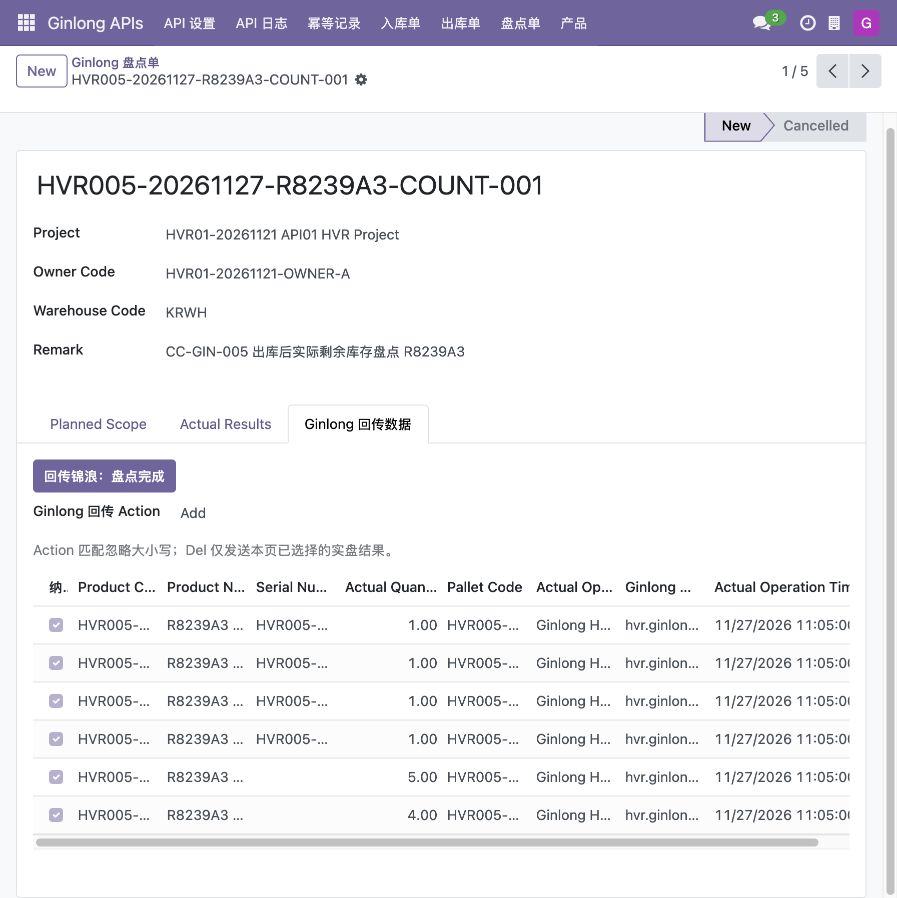 Ginlong APIs API 设置 API 日志 幂等记录 入库单 出库单 盘点单 产品 3 G
New
Ginlong 盘点单
HVR005-20261127-R8239A3-COUNT-001
1 / 5
New Cancelled
HVR005-20261127-R8239A3-COUNT-001
Project HVR01-20261121 API01 HVR Project
Owner Code HVR01-20261121-OWNER-A
Warehouse Code KRWH
Remark CC-GIN-005 出库后实际剩余库存盘点 R8239A3
Planned Scope Actual Results Ginlong 回传数据
回传锦浪：盘点完成
Ginlong 回传 Action Add
Action 匹配忽略大小写；Del 仅发送本页已选择的实盘结果。
纳.. Product C... Product N... Serial Nu... Actual Quan... Pallet Code Actual Op... Ginlong ... Actual Operation Tim
HVR005-... R8239A3 ... HVR005-... 1.00 HVR005-... Ginlong H... hvr.ginlon... 11/27/2026 11:05:00
HVR005-... R8239A3 ... HVR005-... 1.00 HVR005-... Ginlong H... hvr.ginlon... 11/27/2026 11:05:00
HVR005-... R8239A3 ... HVR005-... 1.00 HVR005-... Ginlong H... hvr.ginlon... 11/27/2026 11:05:00
HVR005-... R8239A3 ... HVR005-... 1.00 HVR005-... Ginlong H... hvr.ginlon... 11/27/2026 11:05:00
HVR005-... R8239A3 ... 5.00 HVR005-... Ginlong H... hvr.ginlon... 11/27/2026 11:05:00
HVR005-... R8239A3 ... 4.00 HVR005-... Ginlong H... hvr.ginlon... 11/27/2026 11:05:00